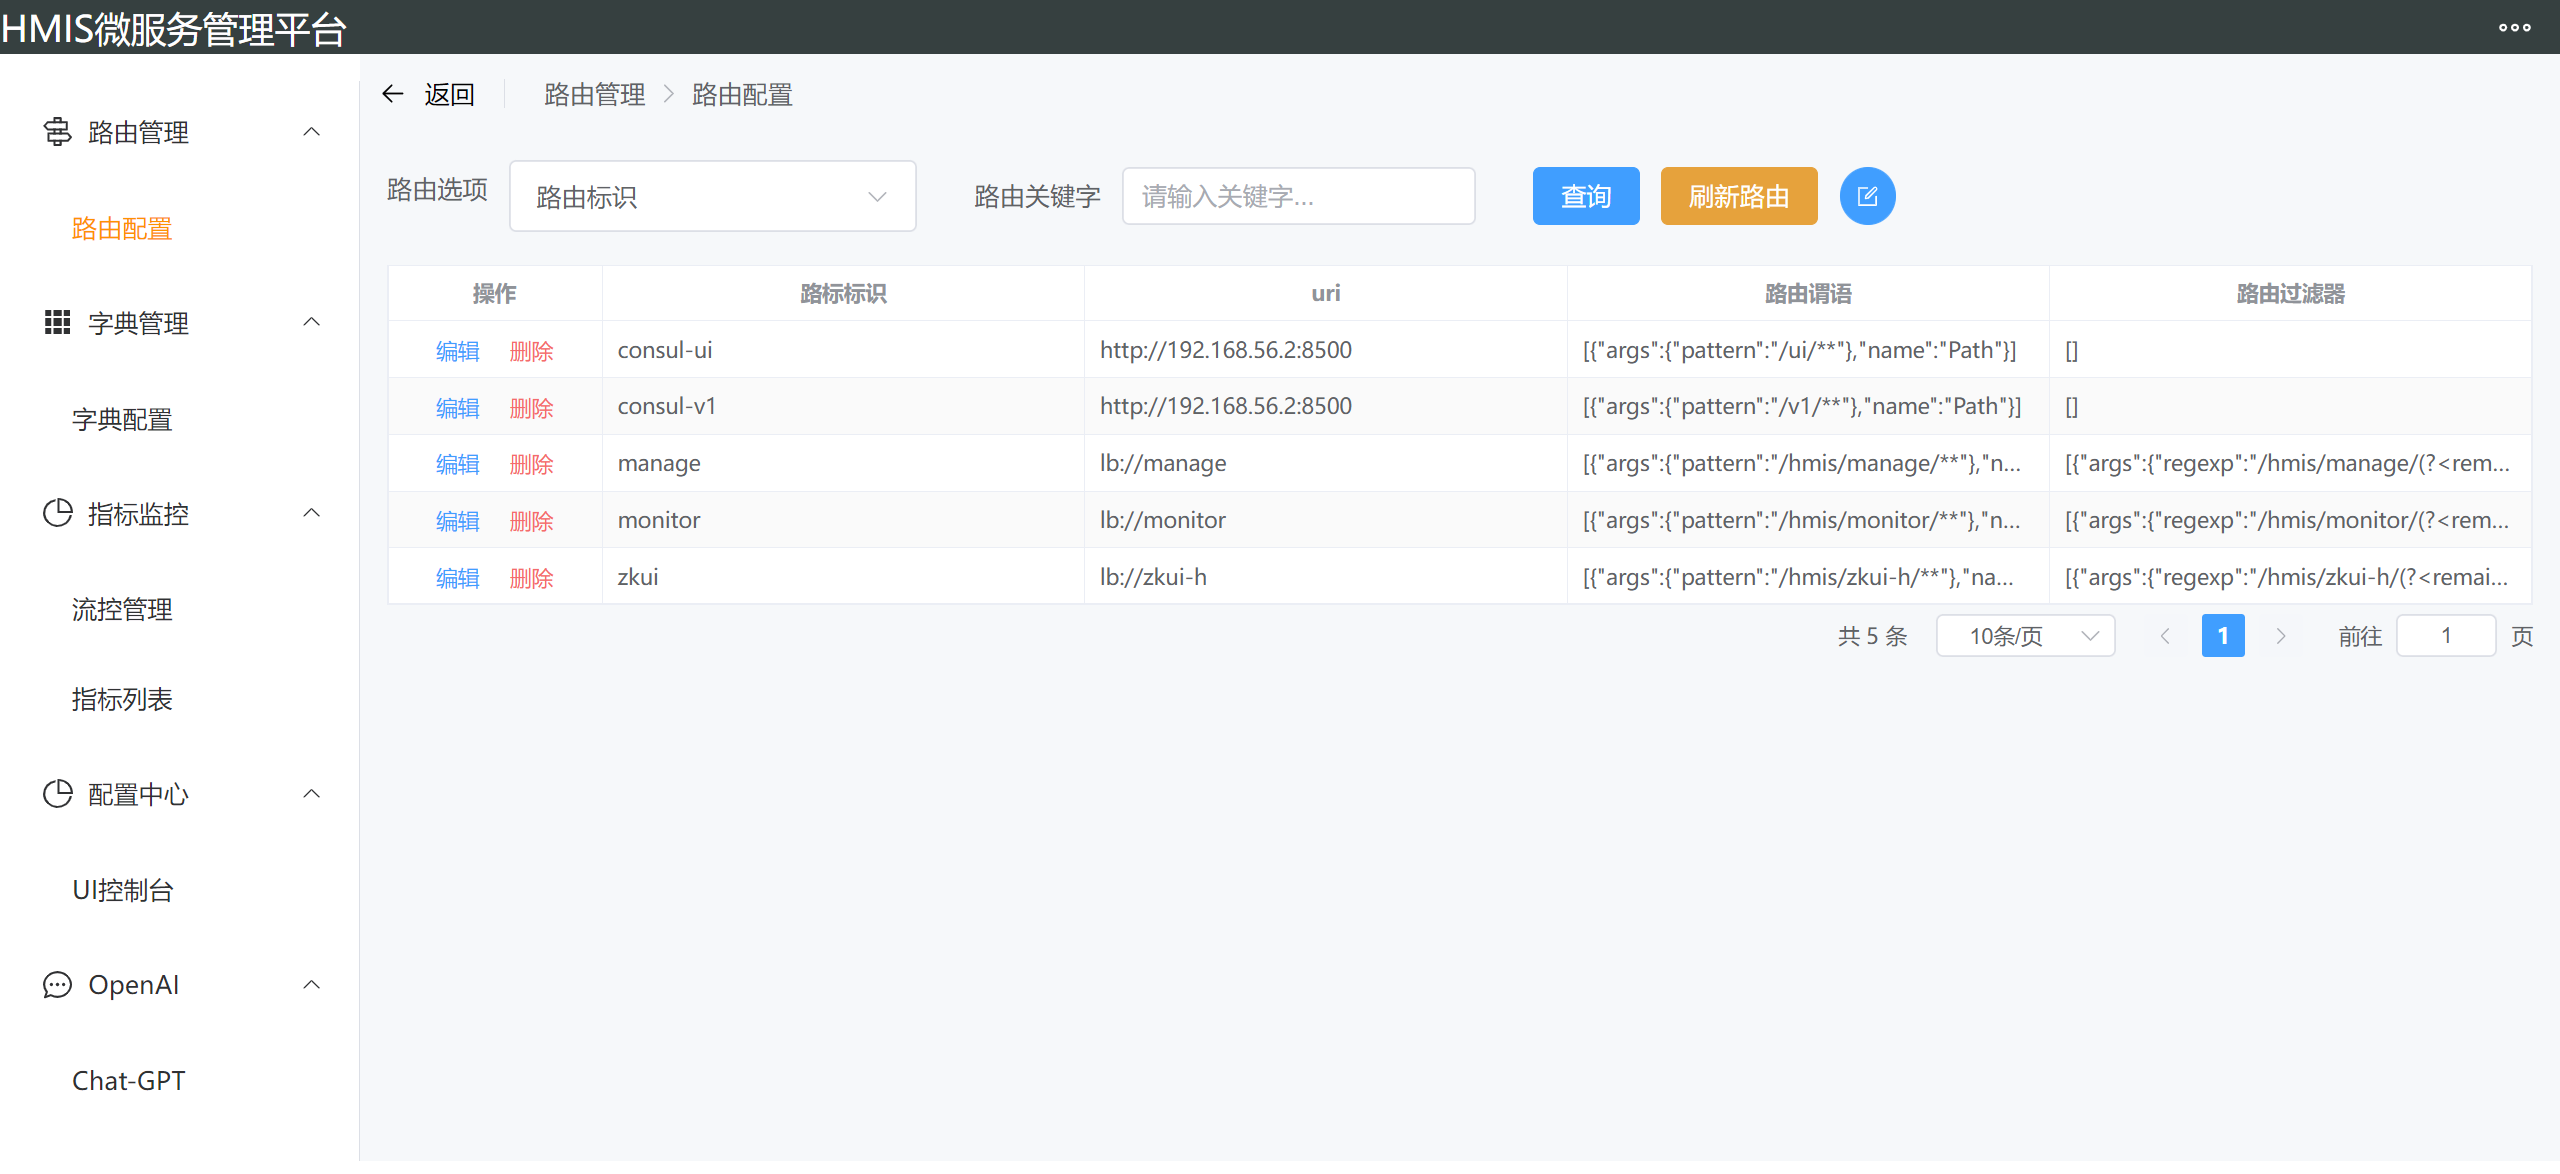 HMIS微服务管理平台
返回 路由管理 路由配置
路由管理
路由配置
字典管理
字典配置
指标监控
流控管理
指标列表
配置中心
UI控制台
OpenAI
Chat-GPT
路由选项 路由标识 路由关键字 请输入关键字... 查询 刷新路由
操作 路标标识 uri 路由谓语 路由过滤器
编辑 删除 consul-ui http://192.168.56.2:8500 [{"args":{"pattern":"/ui/**"},"name":"Path"}] []
编辑 删除 consul-v1 http://192.168.56.2:8500 [{"args":{"pattern":"/v1/**"},"name":"Path"}] []
编辑 删除 manage lb://manage [{"args":{"pattern":"/hmis/manage/**"},"n... [{"args":{"regexp":"/hmis/manage/(?<rem...
编辑 删除 monitor lb://monitor [{"args":{"pattern":"/hmis/monitor/**"},"n... [{"args":{"regexp":"/hmis/monitor/(?<rem...
编辑 删除 zkui lb://zkui-h [{"args":{"pattern":"/hmis/zkui-h/**"},"na... [{"args":{"regexp":"/hmis/zkui-h/(?<remai...
共 5 条 10条/页 1 前往 1 页